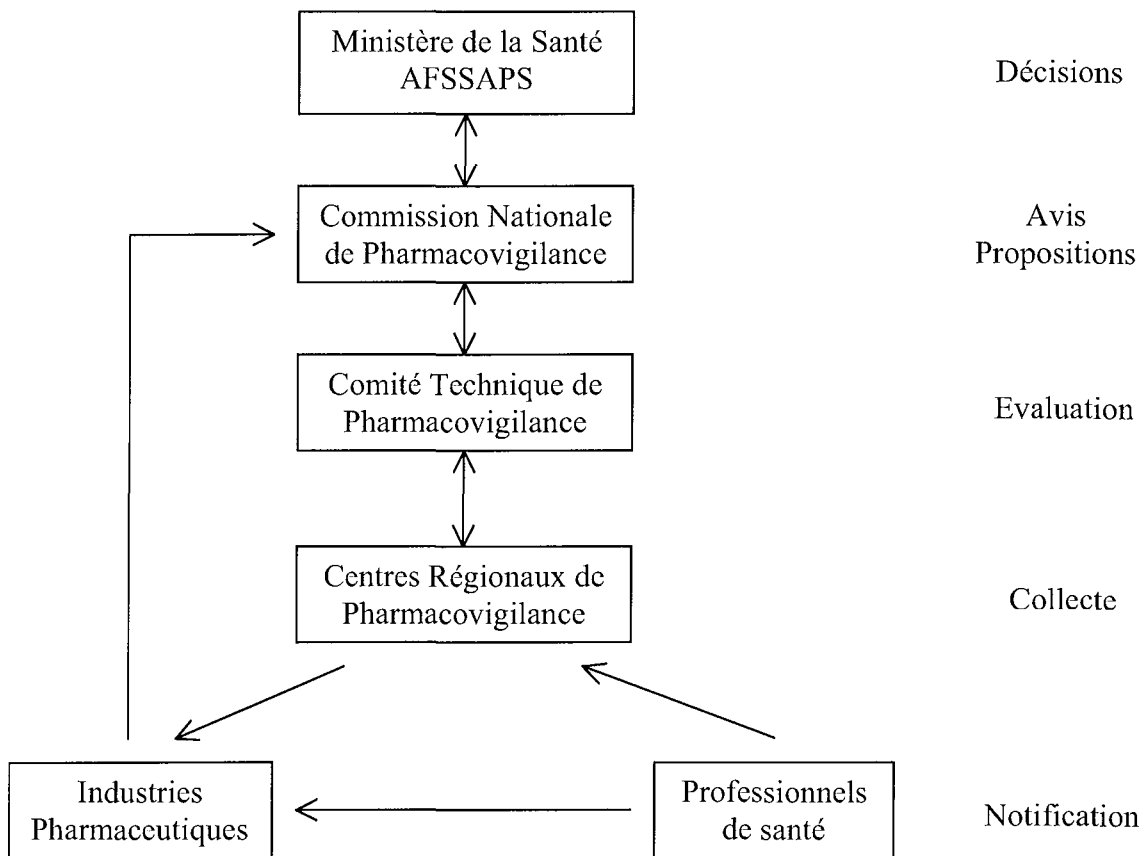 Ministère de la Santé
AFSSAPS
Décisions
Commission Nationale
de Pharmacovigilance
Avis
Propositions
Comité Technique de
Pharmacovigilance
Evaluation
Centres Régionaux de
Pharmacovigilance
Collecte
Industries
Pharmaceutiques
Professionnels
de santé
Notification